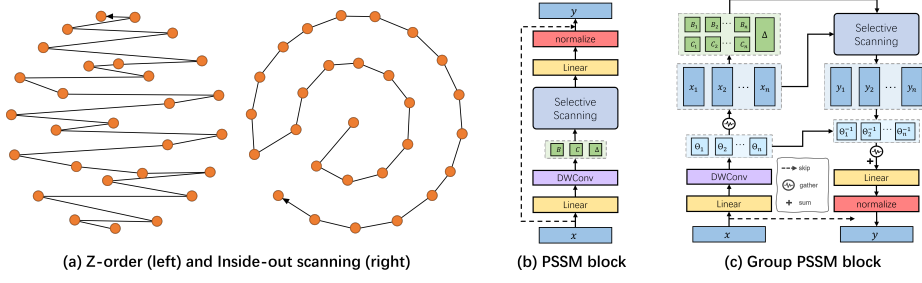 y
normalize
Linear
Selective
Scanning
B C Δ
DWConv
Linear
x
B₁ B₂ ··· Bₙ Δ
C₁ C₂ ··· Cₙ
Selective
Scanning
x₁ x₂ ··· xₙ
y₁ y₂ ··· yₙ
Θ₁ Θ₂ ··· Θₙ
Θ₁⁻¹ Θ₂⁻¹ ··· Θₙ⁻¹
DWConv
Linear
x
skip
gather
+ sum
+
Linear
normalize
y
(a) Z-order (left) and Inside-out scanning (right)
(b) PSSM block
(c) Group PSSM block